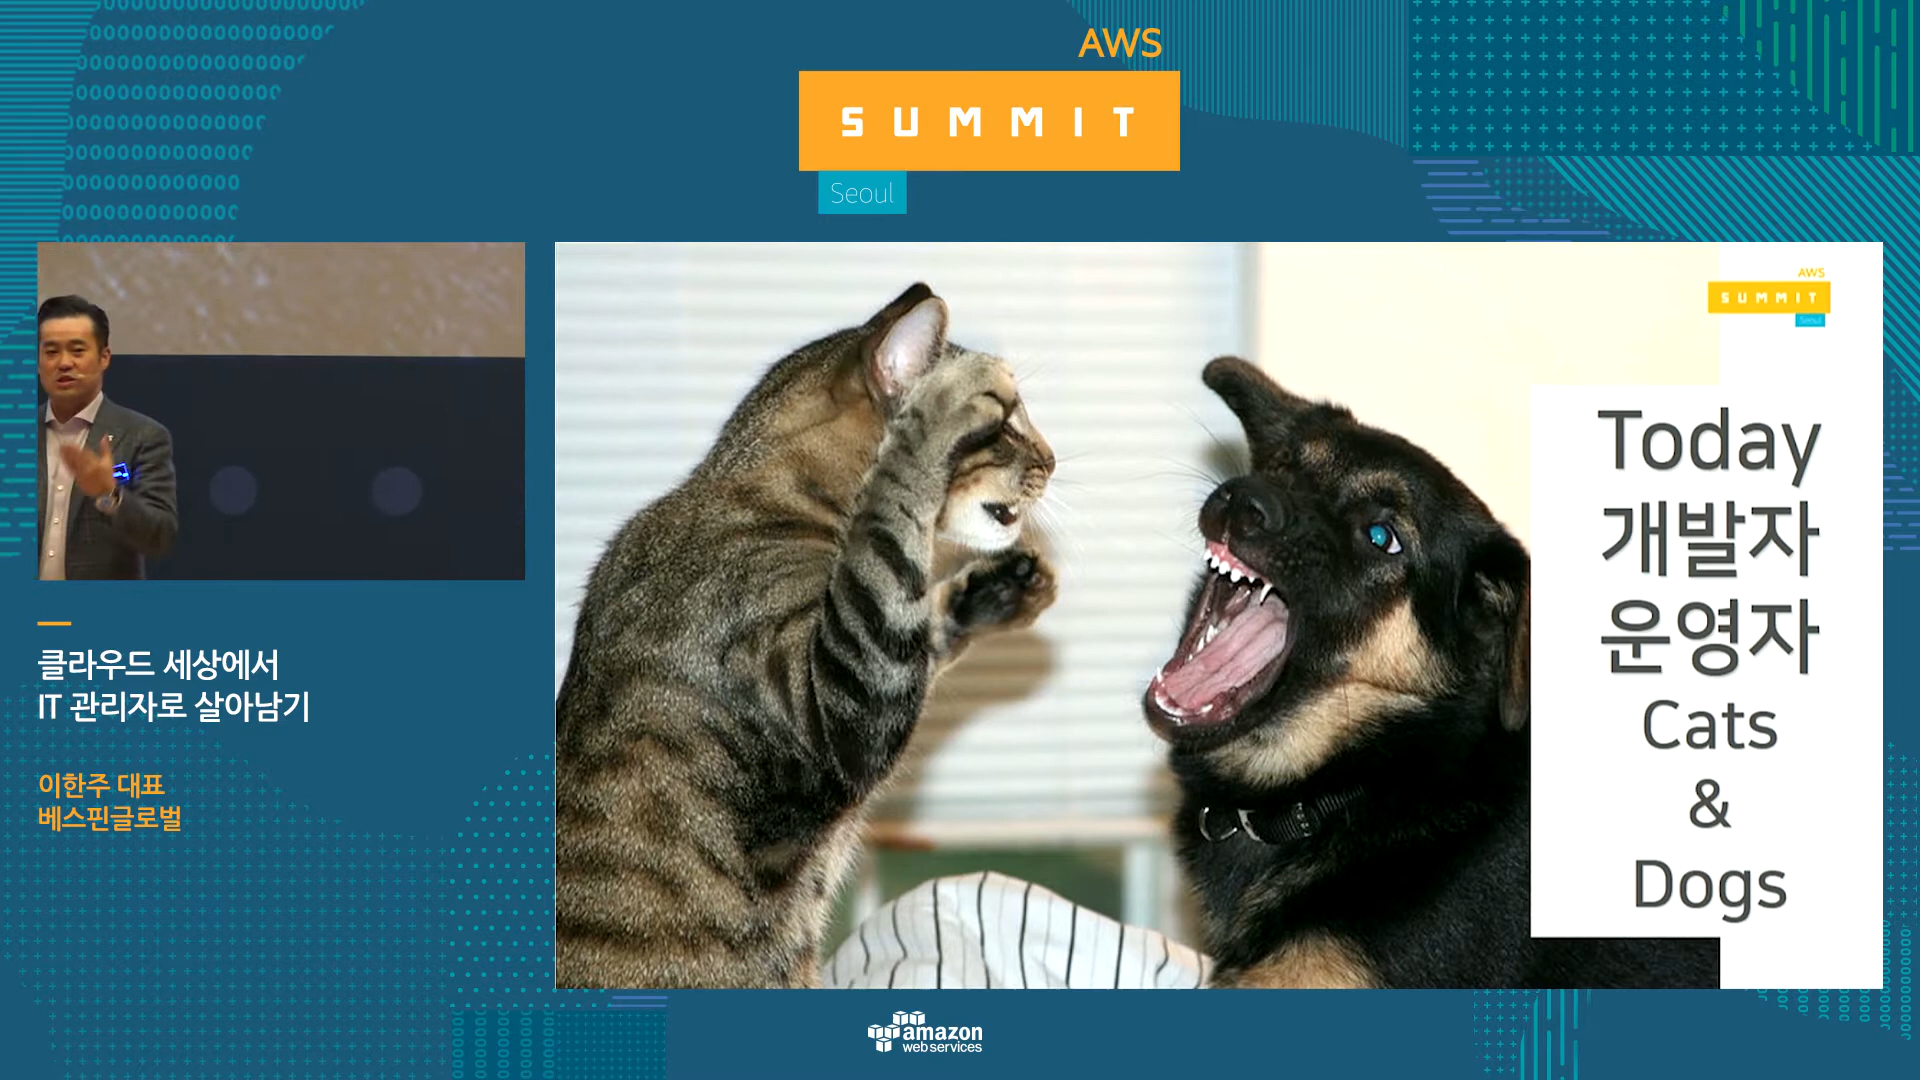 AWS
SUMMIT
Seoul
AWS
SUMMIT
Seoul
Today
개발자
운영자
Cats
&
Dogs
클라우드 세상에서
IT 관리자로 살아남기
이한주 대표
베스핀글로벌
amazon
web services